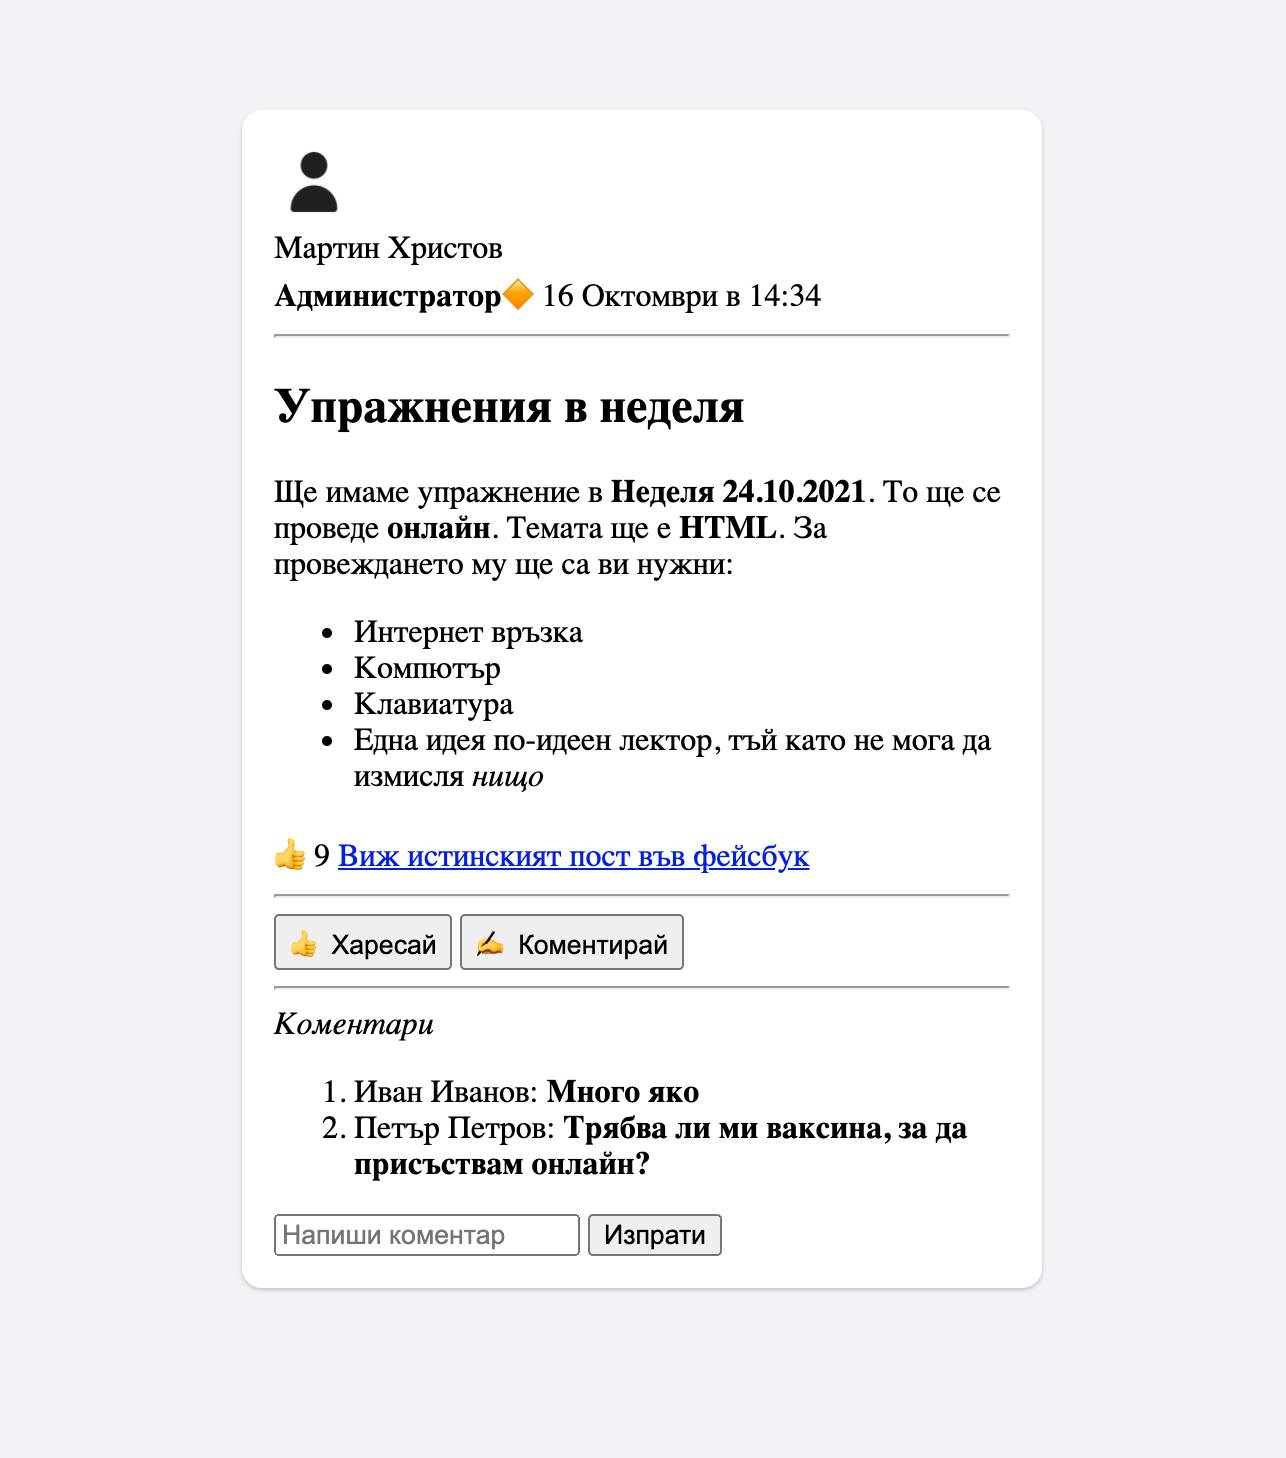 Мартин Христов
Администратор🔶 16 Октомври в 14:34
Упражнения в неделя
Ще имаме упражнение в Неделя 24.10.2021. То ще се
проведе онлайн. Темата ще е HTML. За
провеждането му ще са ви нужни:
• Интернет връзка
• Компютър
• Клавиатура
• Една идея по-идеен лектор, тъй като не мога да
измисля нищо
👍 9 Виж истинският пост във фейсбук
👍 Харесай ✍️ Коментирай
Коментари
1. Иван Иванов: Много яко
2. Петър Петров: Трябва ли ми ваксина, за да
присъствам онлайн?
Напиши коментар Изпрати